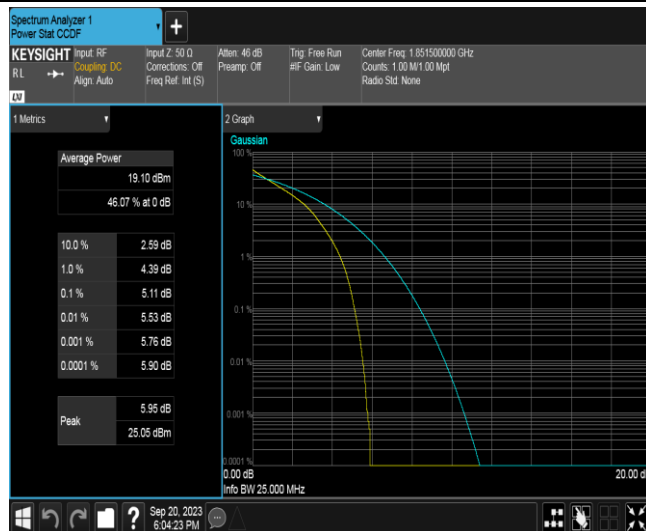 Spectrum Analyzer 1
Power Stat CCDF
+
KEYSIGHT
RL
Input: RF
Coupling: DC
Align: Auto
Input Z: 50 Ω
Corrections: Off
Freq Ref: Int (S)
Atten: 46 dB
Preamp: Off
Trig: Free Run
#IF Gain: Low
Center Freq: 1.851500000 GHz
Counts: 1.00 M/1.00 Mpt
Radio Std: None
1 Metrics
Average Power
19.10 dBm
46.07 % at 0 dB
10.0 % 2.59 dB
1.0 % 4.39 dB
0.1 % 5.11 dB
0.01 % 5.53 dB
0.001 % 5.76 dB
0.0001 % 5.90 dB
Peak
5.95 dB
25.05 dBm
2 Graph
Gaussian
100 %
10 %
1 %
0.1 %
0.01 %
0.001 %
0.0001 %
0.00 dB
20.00 d
Info BW 25.000 MHz
?
Sep 20, 2023
6:04:23 PM